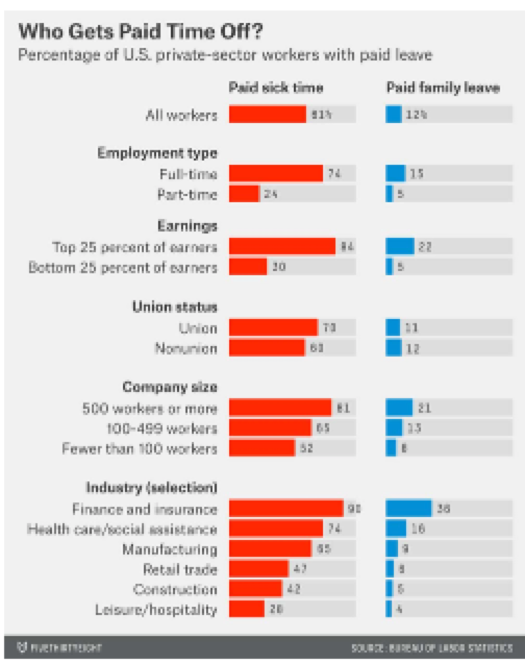 Who Gets Paid Time Off?
Percentage of U.S. private-sector workers with paid leave
Paid sick time Paid family leave
All workers 61% 12%
Employment type
Full-time 74 15
Part-time 24 5
Earnings
Top 25 percent of earners 84 22
Bottom 25 percent of earners 30 5
Union status
Union 70 11
Nonunion 60 12
Company size
500 workers or more 81 21
100-499 workers 65 13
Fewer than 100 workers 52 8
Industry (selection)
Finance and insurance 90
Health care/social assistance 74 16
Manufacturing 65 9
Retail trade 47
Construction 42 5
Leisure/hospitality 28 4
FIVETHIRTYEIGHT SOURCE: BUREAU OF LABOR STATISTICS